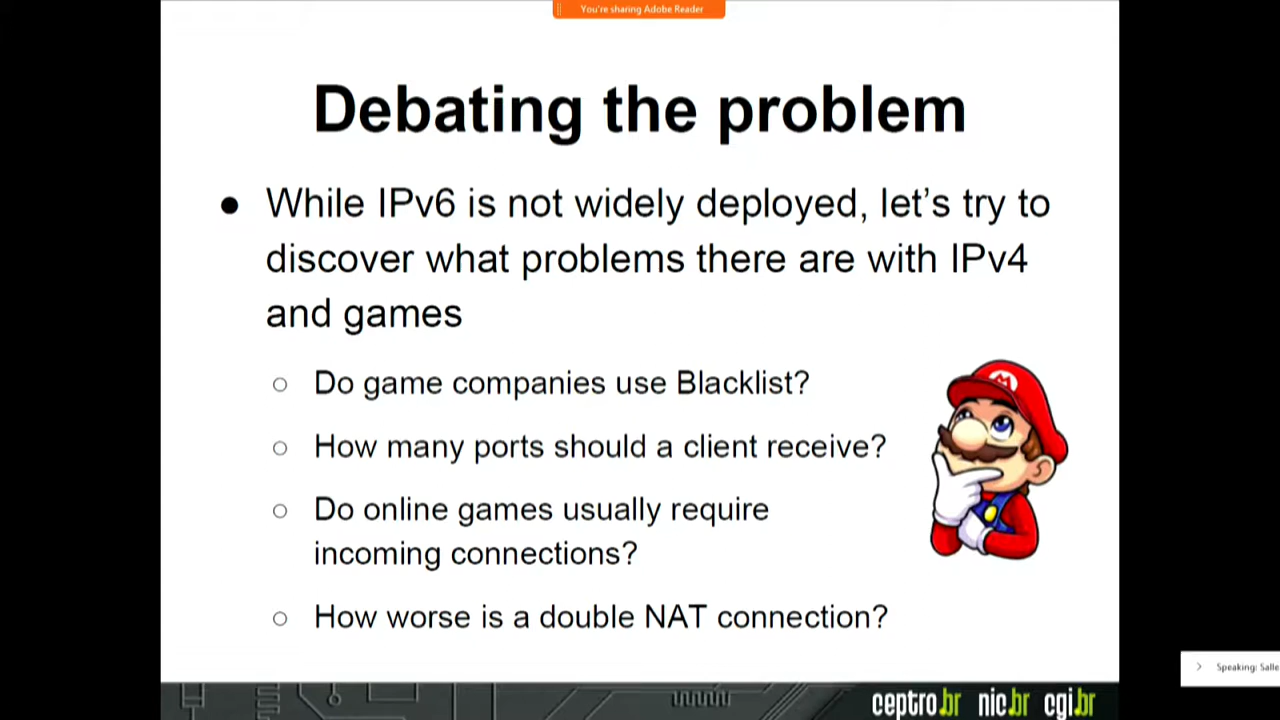 You're sharing Adobe Reader
Debating the problem
● While IPv6 is not widely deployed, let's try to
discover what problems there are with IPv4
and games
○ Do game companies use Blacklist?
○ How many ports should a client receive?
○ Do online games usually require
incoming connections?
○ How worse is a double NAT connection?
M
> Speaking: Salle
ceptro.br nic.br cgi.br